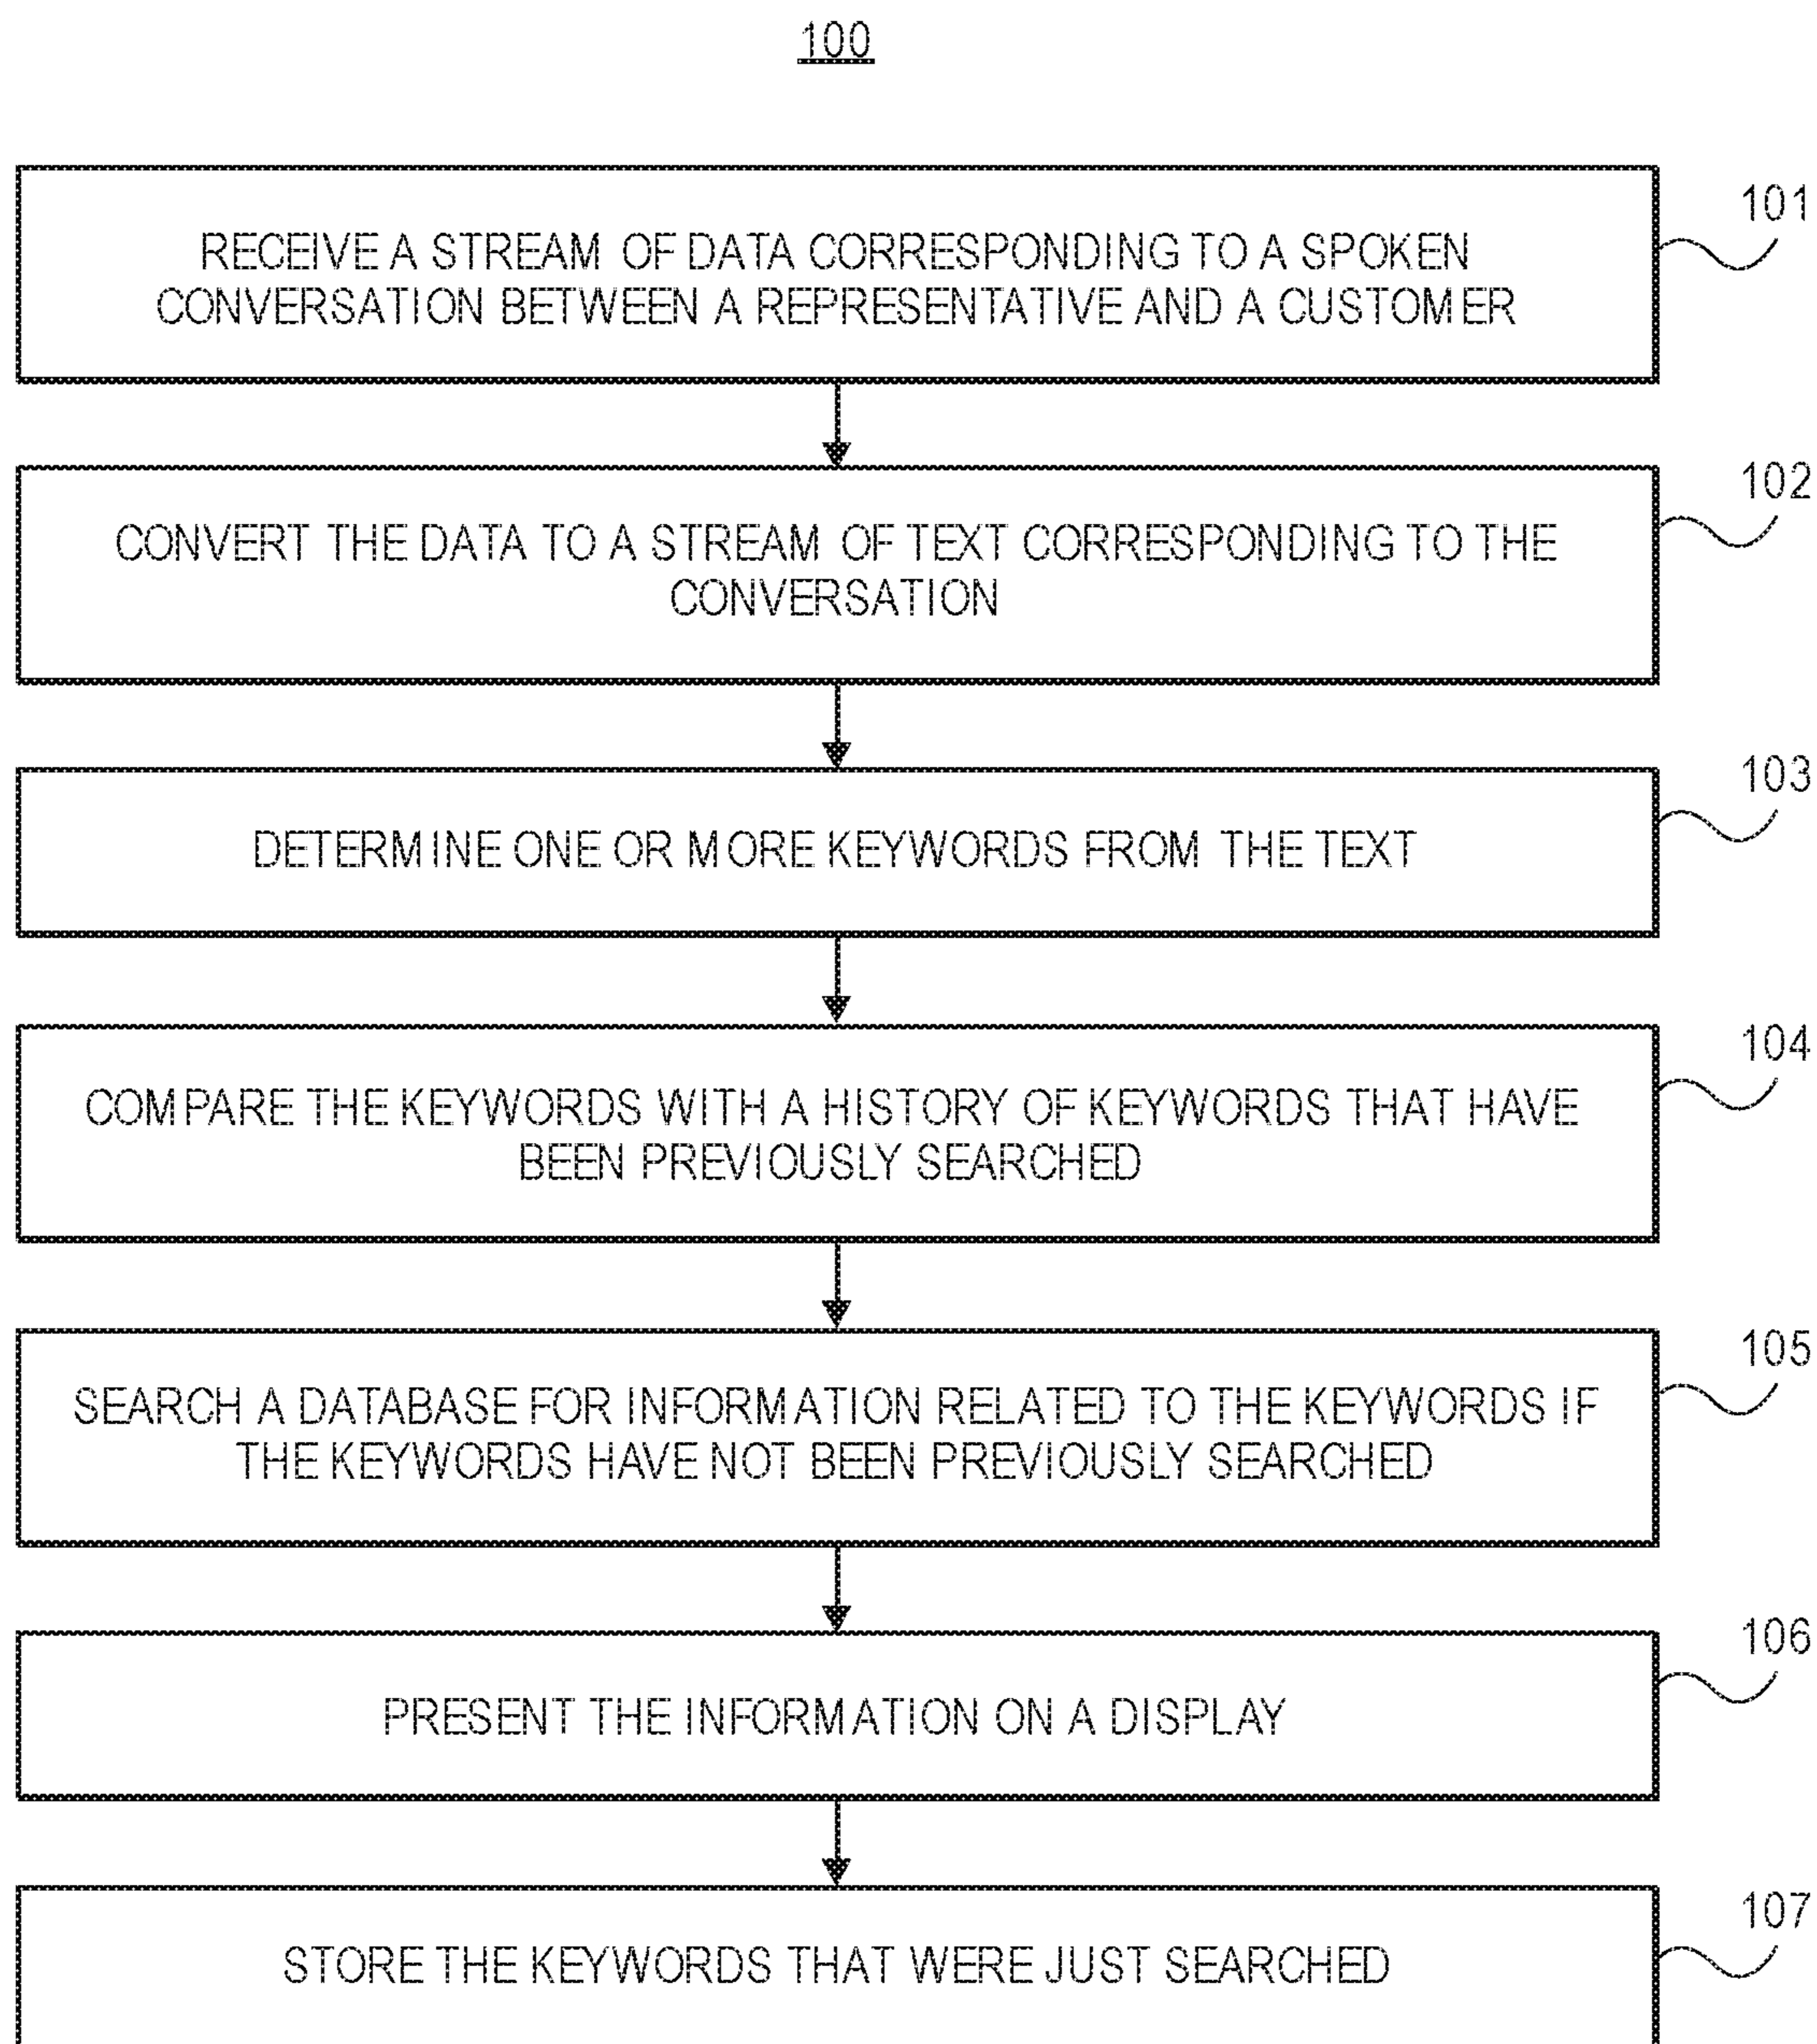 100
RECEIVE A STREAM OF DATA CORRESPONDING TO A SPOKEN
CONVERSATION BETWEEN A REPRESENTATIVE AND A CUSTOMER
101
CONVERT THE DATA TO A STREAM OF TEXT CORRESPONDING TO THE
CONVERSATION
102
DETERMINE ONE OR MORE KEYWORDS FROM THE TEXT
103
COMPARE THE KEYWORDS WITH A HISTORY OF KEYWORDS THAT HAVE
BEEN PREVIOUSLY SEARCHED
104
SEARCH A DATABASE FOR INFORMATION RELATED TO THE KEYWORDS IF
THE KEYWORDS HAVE NOT BEEN PREVIOUSLY SEARCHED
105
PRESENT THE INFORMATION ON A DISPLAY
106
STORE THE KEYWORDS THAT WERE JUST SEARCHED
107